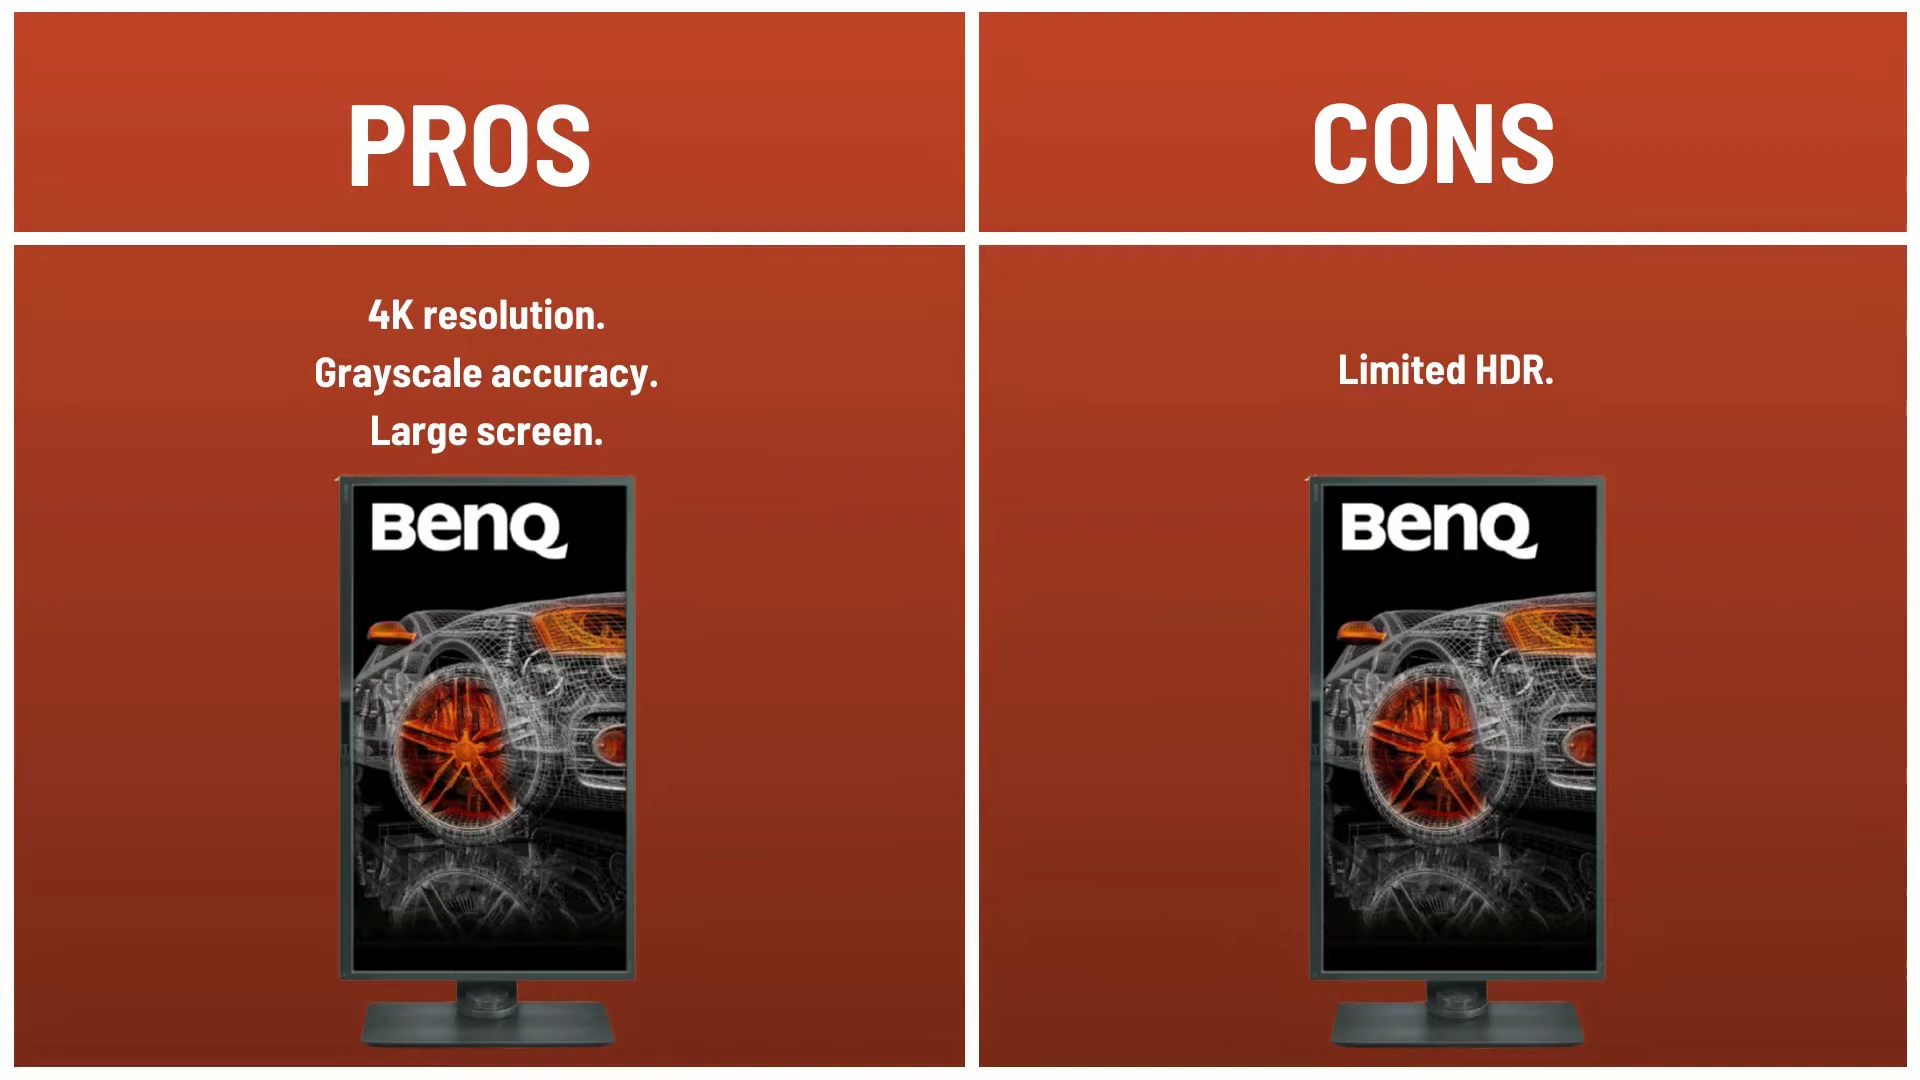 PROS
CONS
4K resolution.
Grayscale accuracy.
Large screen.
Limited HDR.
BenQ
BenQ